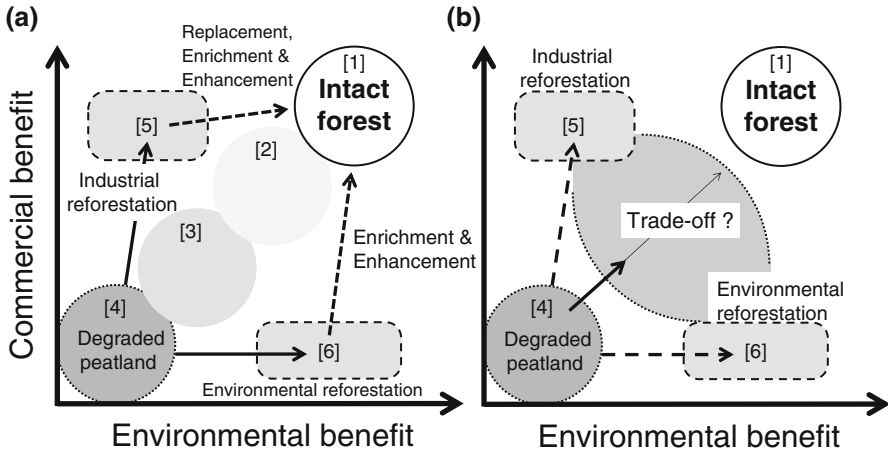 (a)
Commercial benefit
Replacement,
Enrichment &
Enhancement
[1]
Intact
forest
[5]
[2]
Industrial
reforestation
[3]
Enrichment &
Enhancement
[4]
Degraded
peatland
[6]
Environmental reforestation
Environmental benefit
(b)
Industrial
reforestation
[1]
Intact
forest
[5]
Trade-off ?
[4]
Degraded
peatland
Environmental
reforestation
[6]
Environmental benefit